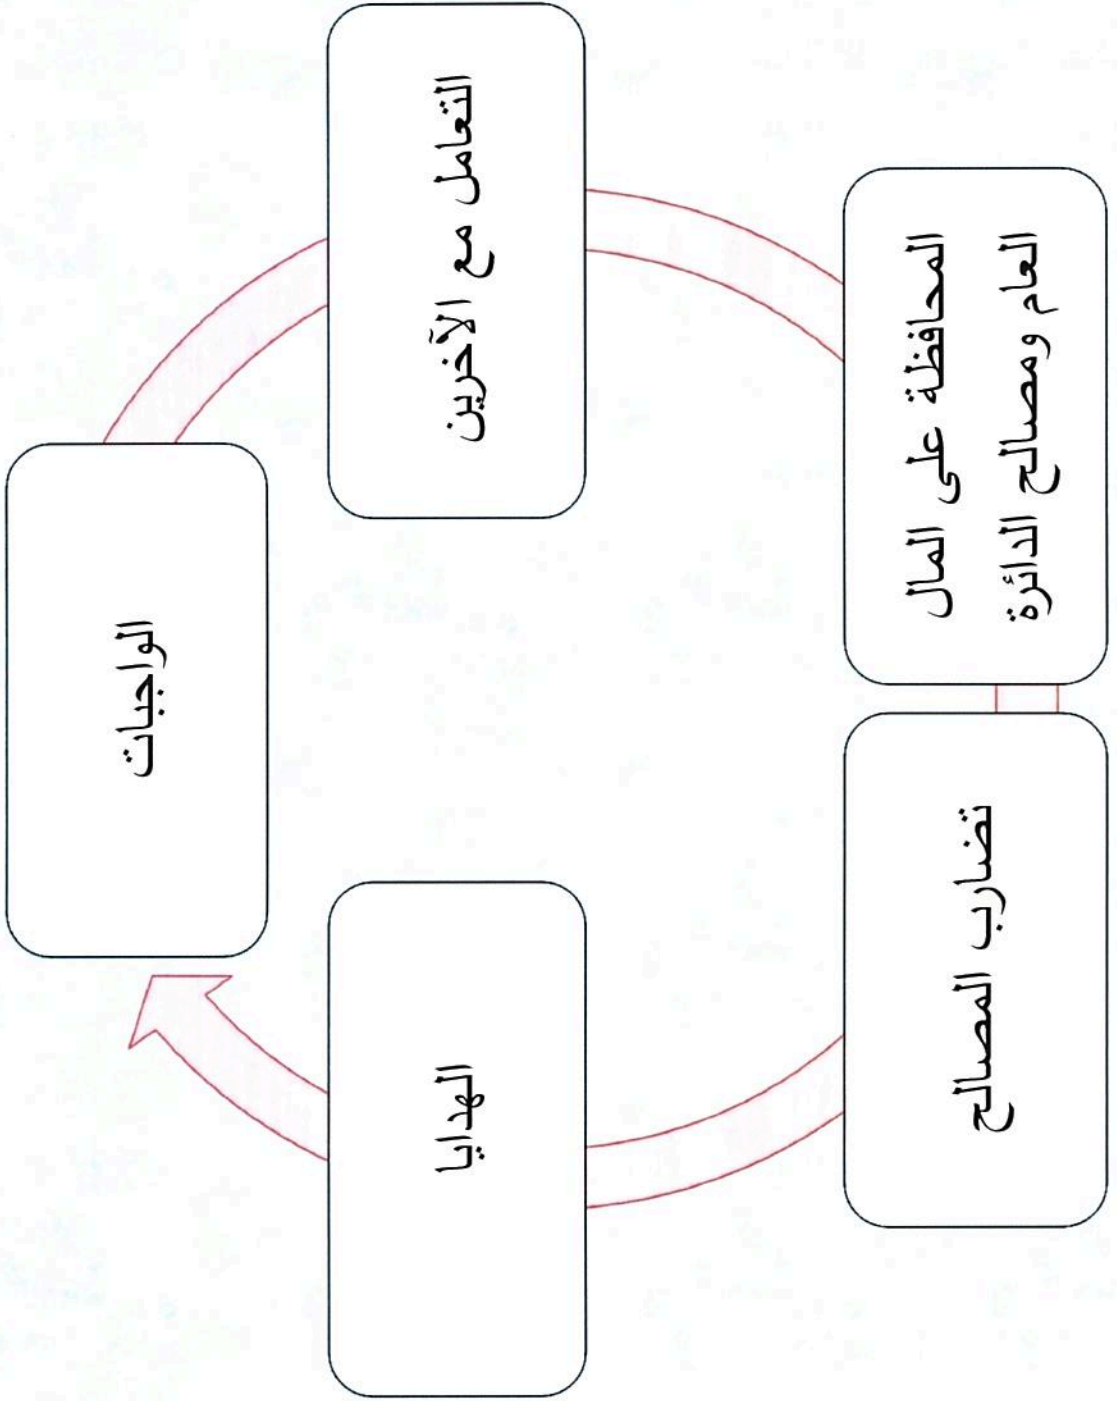 الواجبات
التعامل مع الآخرين
المحافظة على المال
العام ومصالح الدائرة
تضارب المصالح
الهدايا